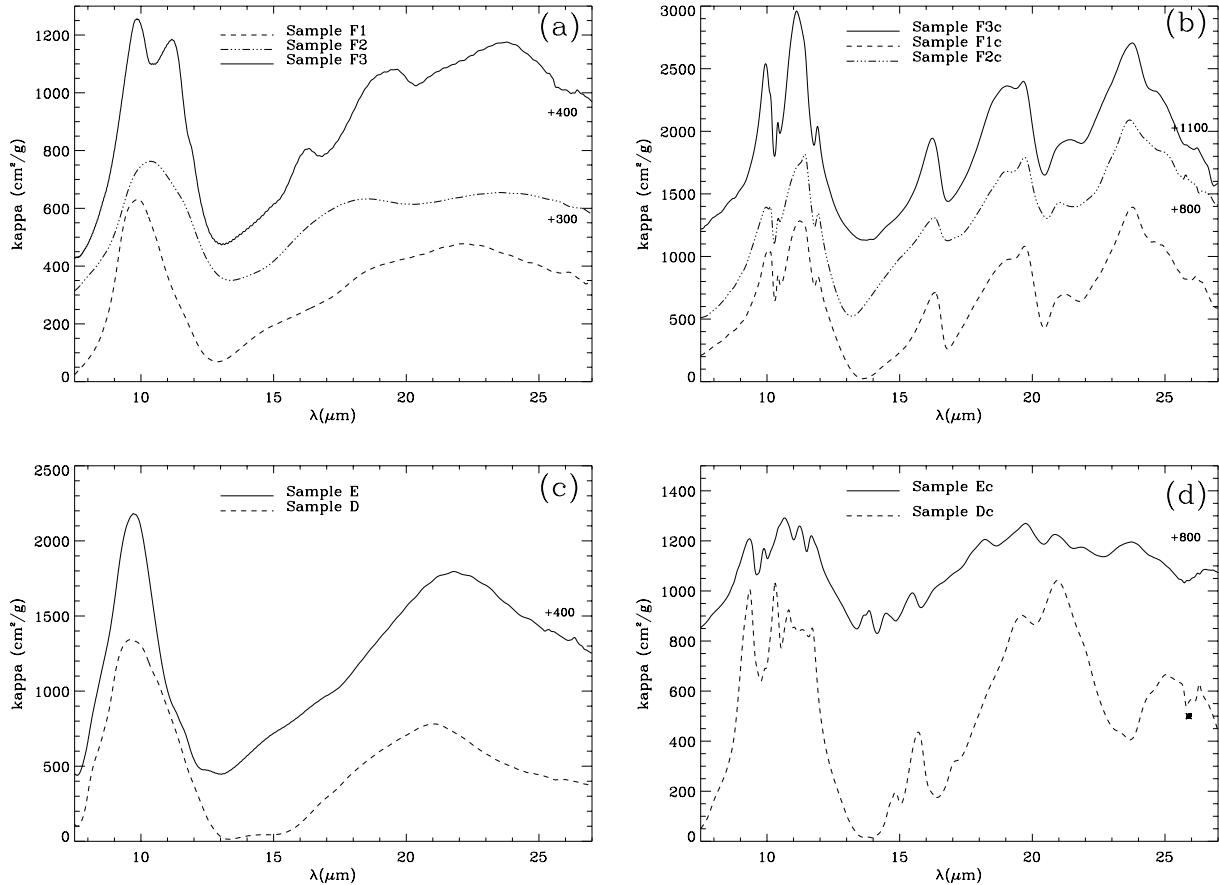 (a)
Sample F1
Sample F2
Sample F3
+400
+300
1200
1000
800
600
400
200
0
kappa (cm²/g)
10 15 20 25
λ(μm)
(b)
Sample F3c
Sample F1c
Sample F2c
+1100
+800
3000
2500
2000
1500
1000
500
0
kappa (cm²/g)
10 15 20 25
λ(μm)
(c)
Sample E
Sample D
+400
2500
2000
1500
1000
500
0
kappa (cm²/g)
10 15 20 25
λ(μm)
(d)
Sample Ec
Sample Dc
+800
1400
1200
1000
800
600
400
200
0
kappa (cm²/g)
10 15 20 25
λ(μm)